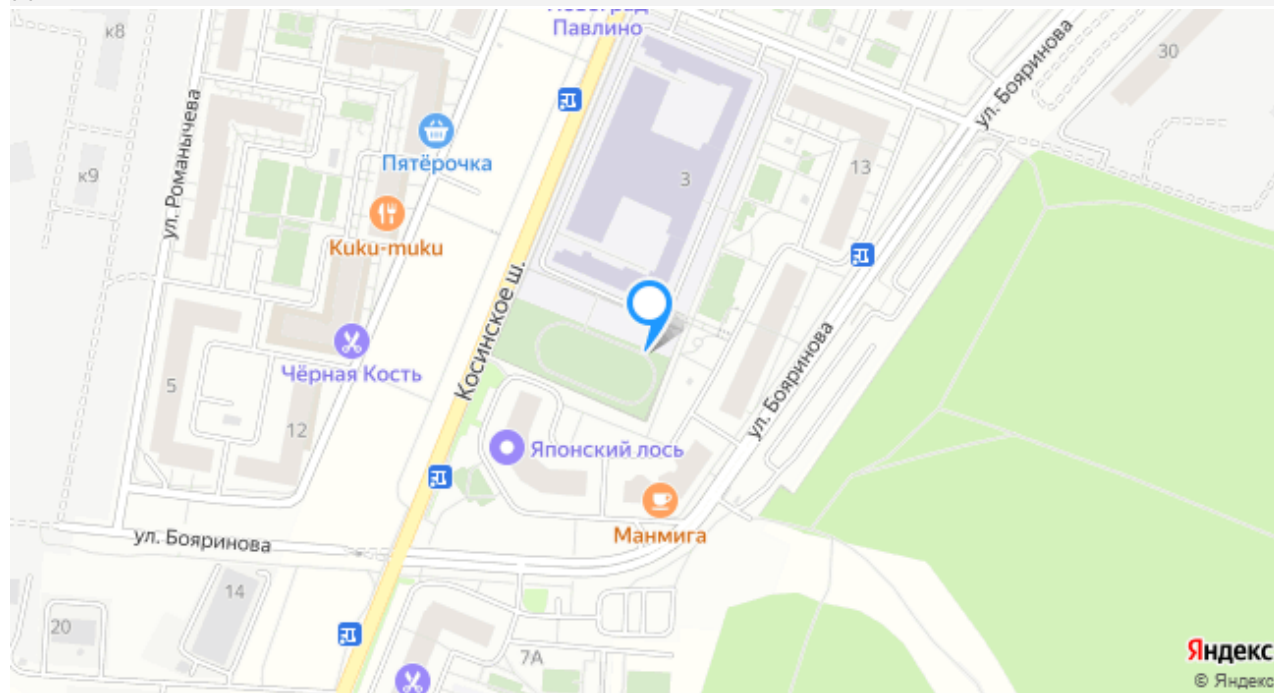 к8
Павлино
30
ул. Бояринова
Пятёрочка
13
3
к9
ул. Романычева
Kuku-muku
Косинское ш.
Чёрная Кость
5
ул. Бояринова
12
Японский лось
Манмига
ул. Бояринова
14
20
7А
Яндекс
© Яндекс